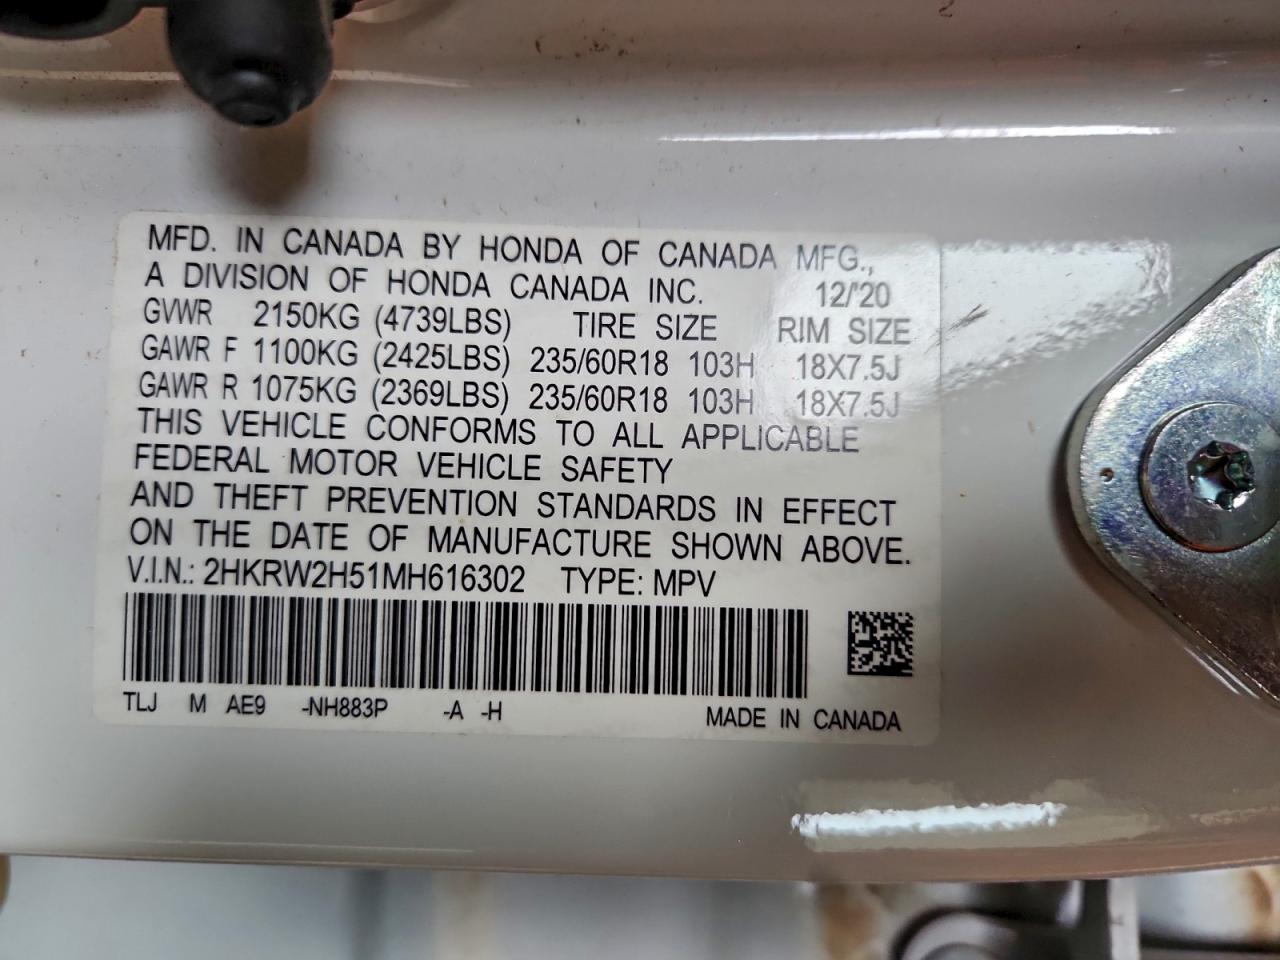 MFD. IN CANADA BY HONDA OF CANADA MFG.,
A DIVISION OF HONDA CANADA INC. 12/'20
GVWR 2150KG (4739LBS) TIRE SIZE RIM SIZE
GAWR F 1100KG (2425LBS) 235/60R18 103H 18X7.5J
GAWR R 1075KG (2369LBS) 235/60R18 103H 18X7.5J
THIS VEHICLE CONFORMS TO ALL APPLICABLE
FEDERAL MOTOR VEHICLE SAFETY
AND THEFT PREVENTION STANDARDS IN EFFECT
ON THE DATE OF MANUFACTURE SHOWN ABOVE.
V.I.N.: 2HKRW2H51MH616302 TYPE: MPV
TLJ M AE9 -NH883P -A -H MADE IN CANADA